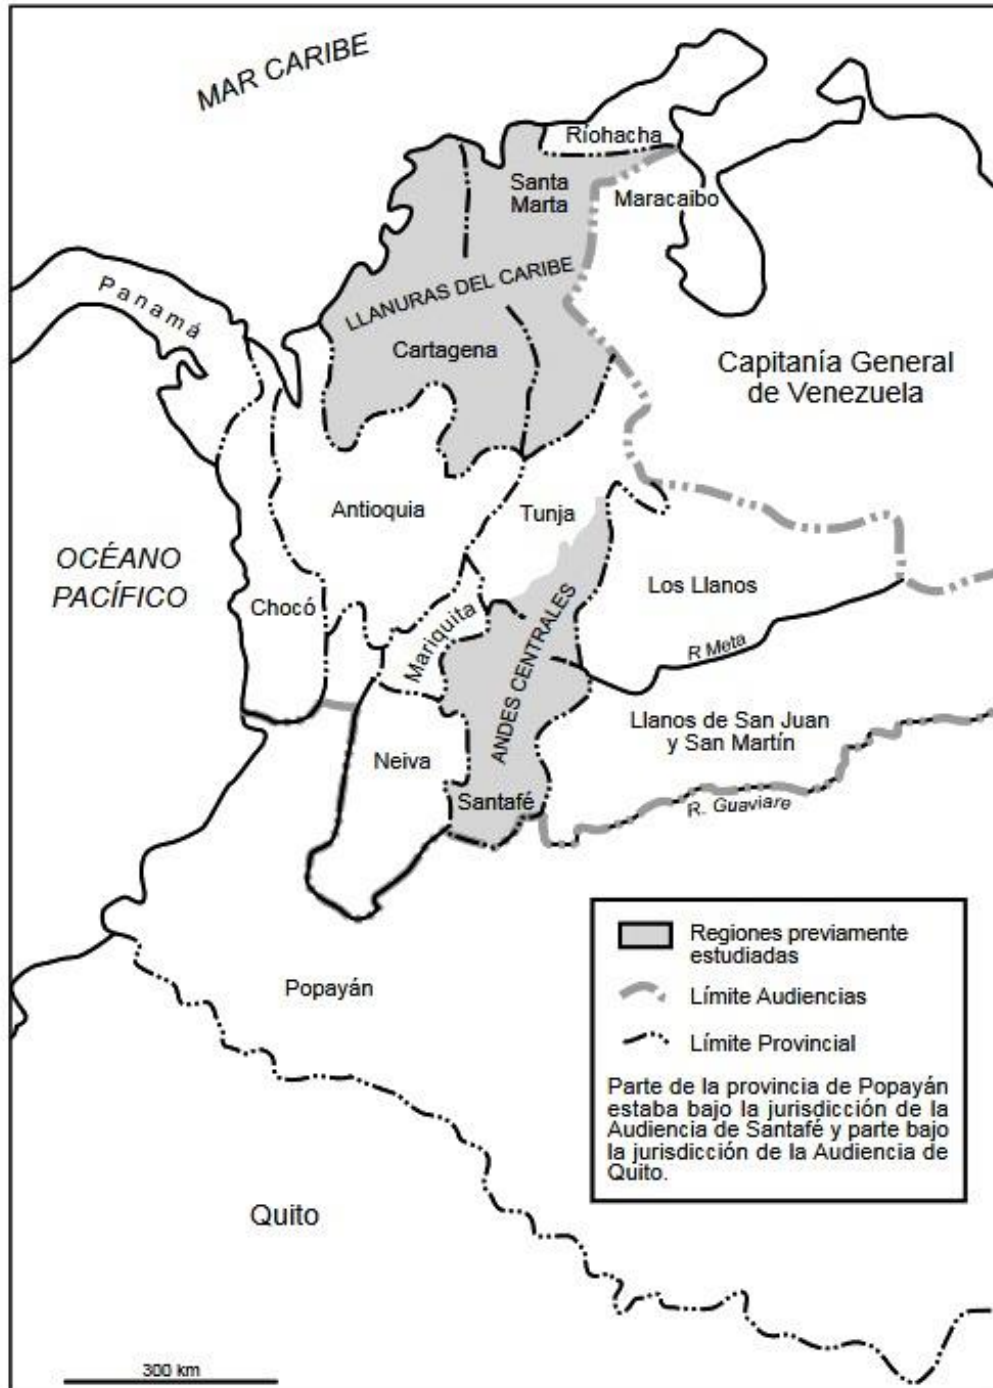 MAR CARIBE
Ríohacha
Santa
Marta
Maracaibo
Panamá
LLANURAS DEL CARIBE
Cartagena
Capitanía General
de Venezuela
Antioquia
Tunja
OCÉANO
PACÍFICO
Chocó
Los Llanos
Mariquita
ANDES CENTRALES
R Meta
Llanos de San Juan
y San Martín
Neiva
Santafé
R. Guaviare
Regiones previamente
estudiadas
Límite Audiencias
Límite Provincial
Parte de la provincia de Popayán
estaba bajo la jurisdicción de la
Audiencia de Santafé y parte bajo
la jurisdicción de la Audiencia de
Quito.
Popayán
Quito
300 km